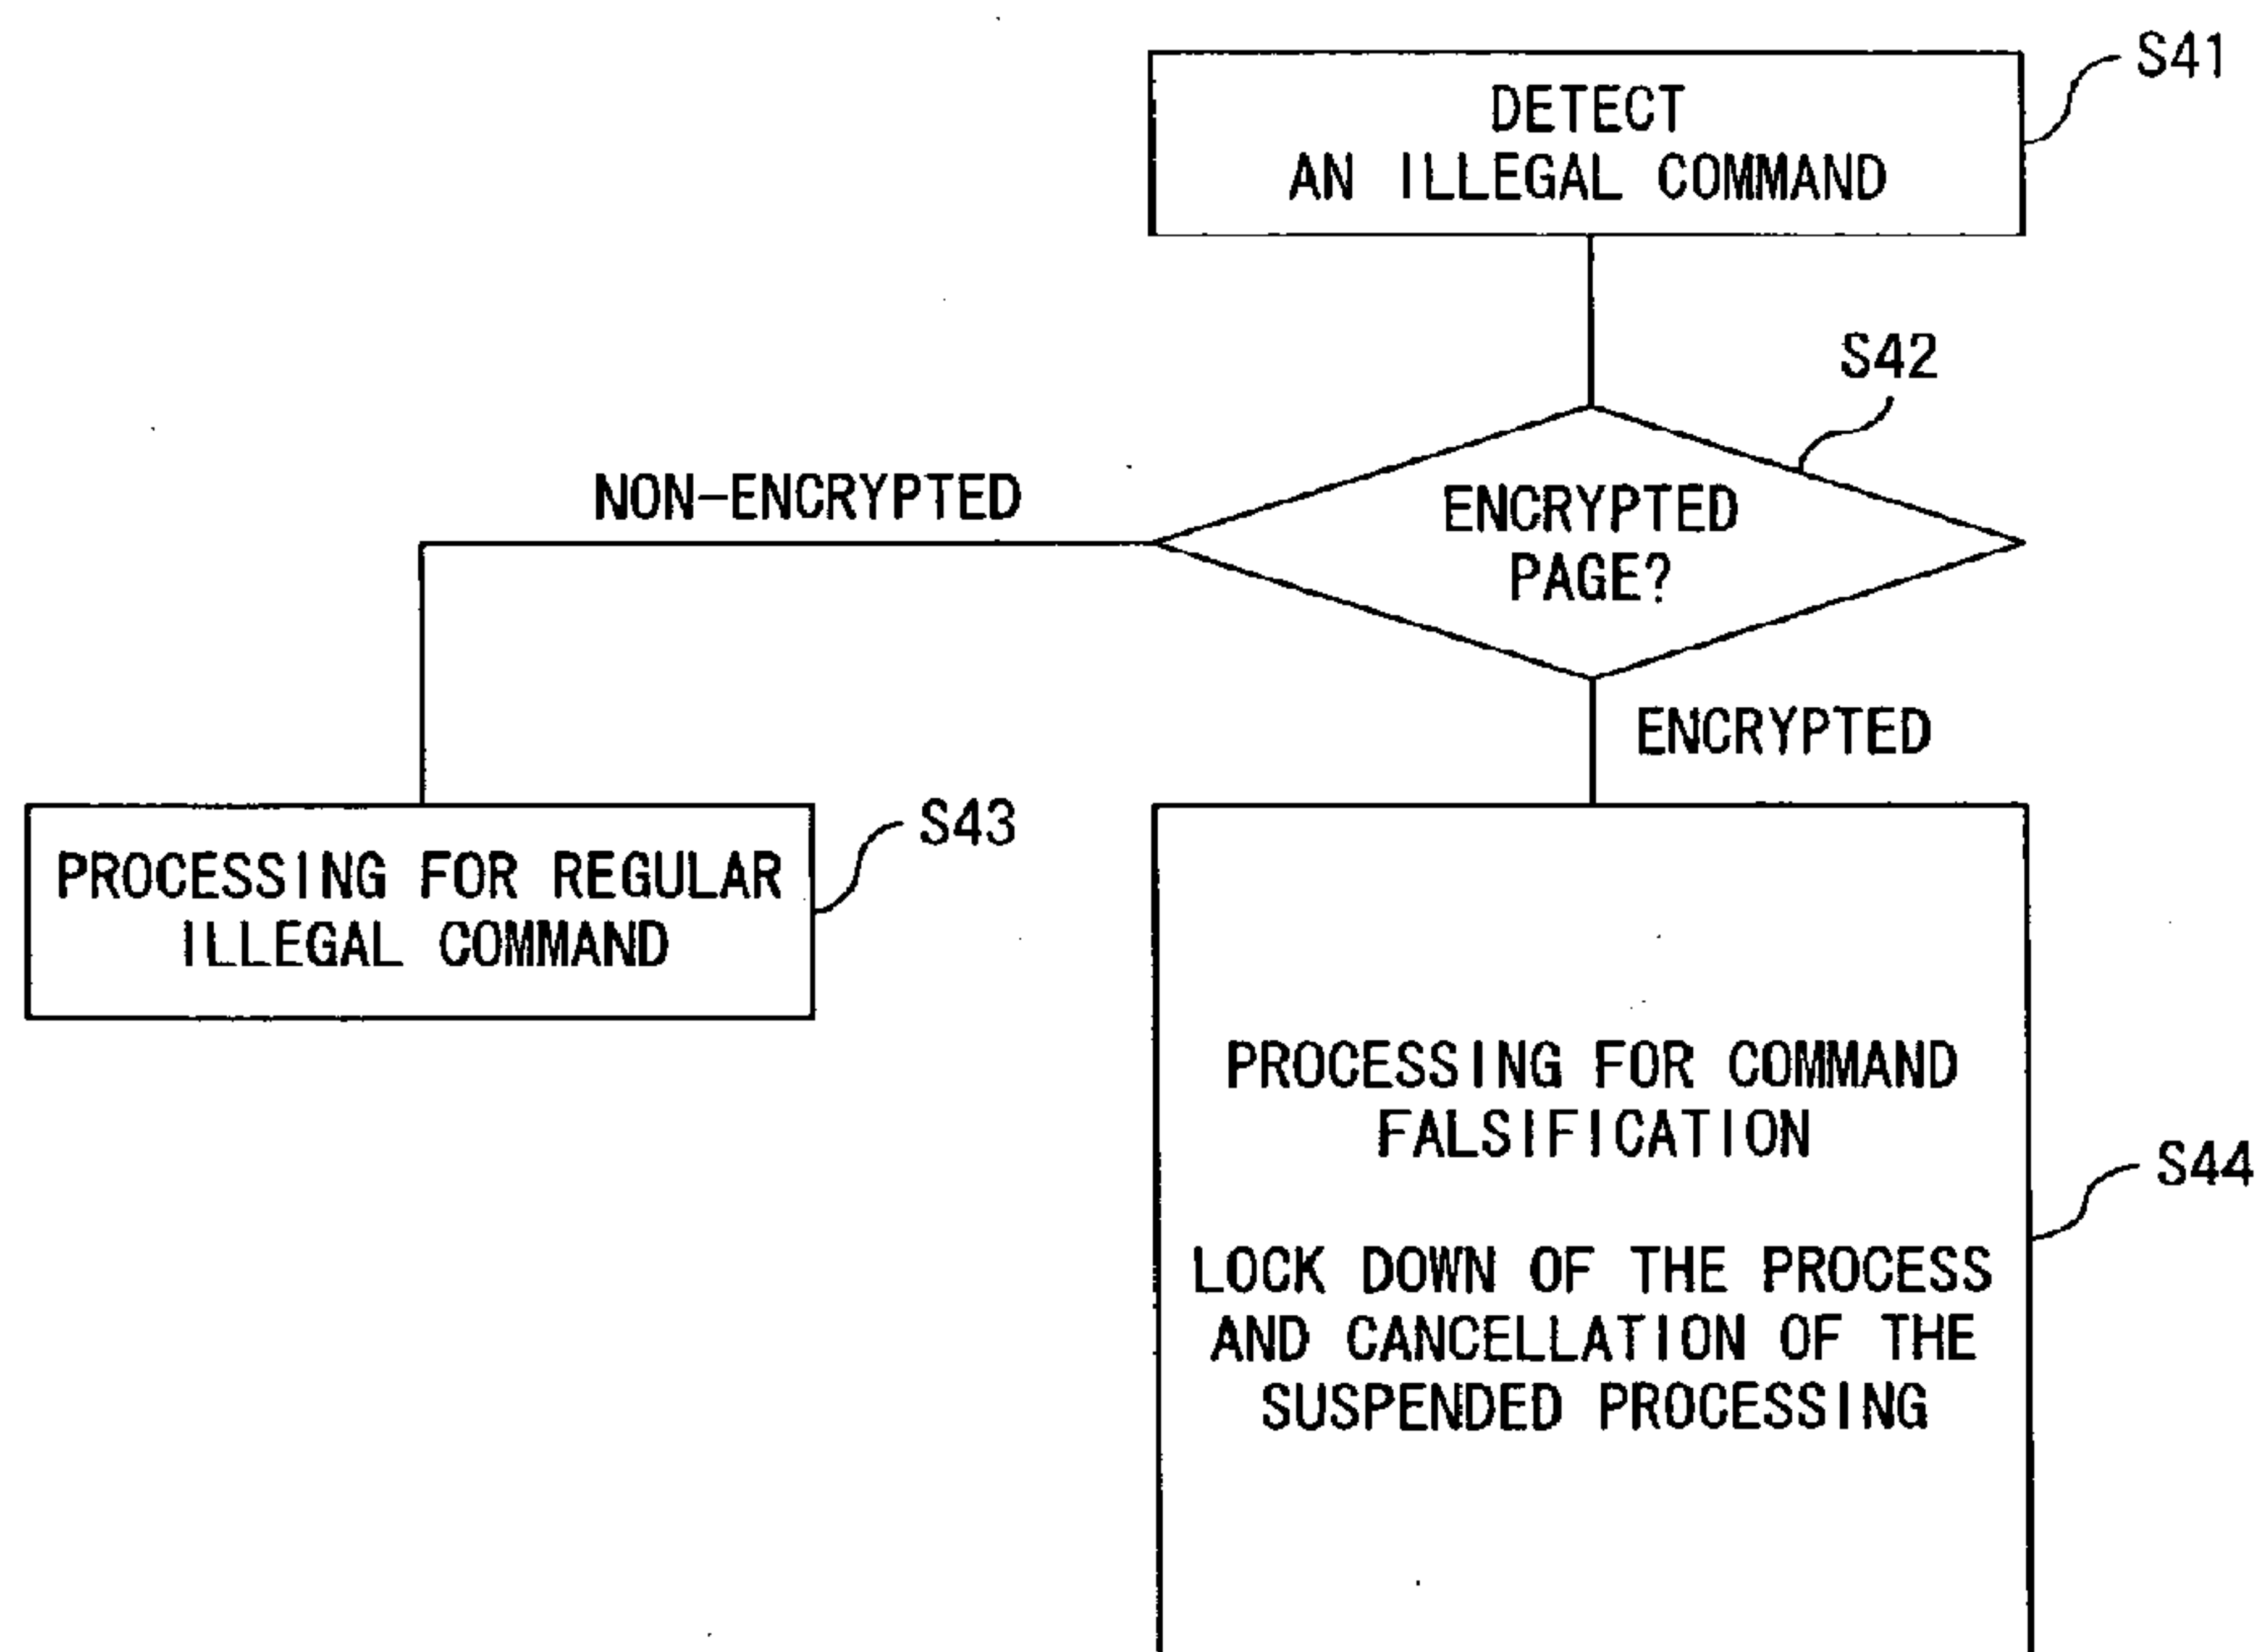 S41
DETECT
AN ILLEGAL COMMAND
S42
NON-ENCRYPTED
ENCRYPTED
PAGE?
ENCRYPTED
S43
PROCESSING FOR REGULAR
ILLEGAL COMMAND
PROCESSING FOR COMMAND
FALSIFICATION
S44
LOCK DOWN OF THE PROCESS
AND CANCELLATION OF THE
SUSPENDED PROCESSING